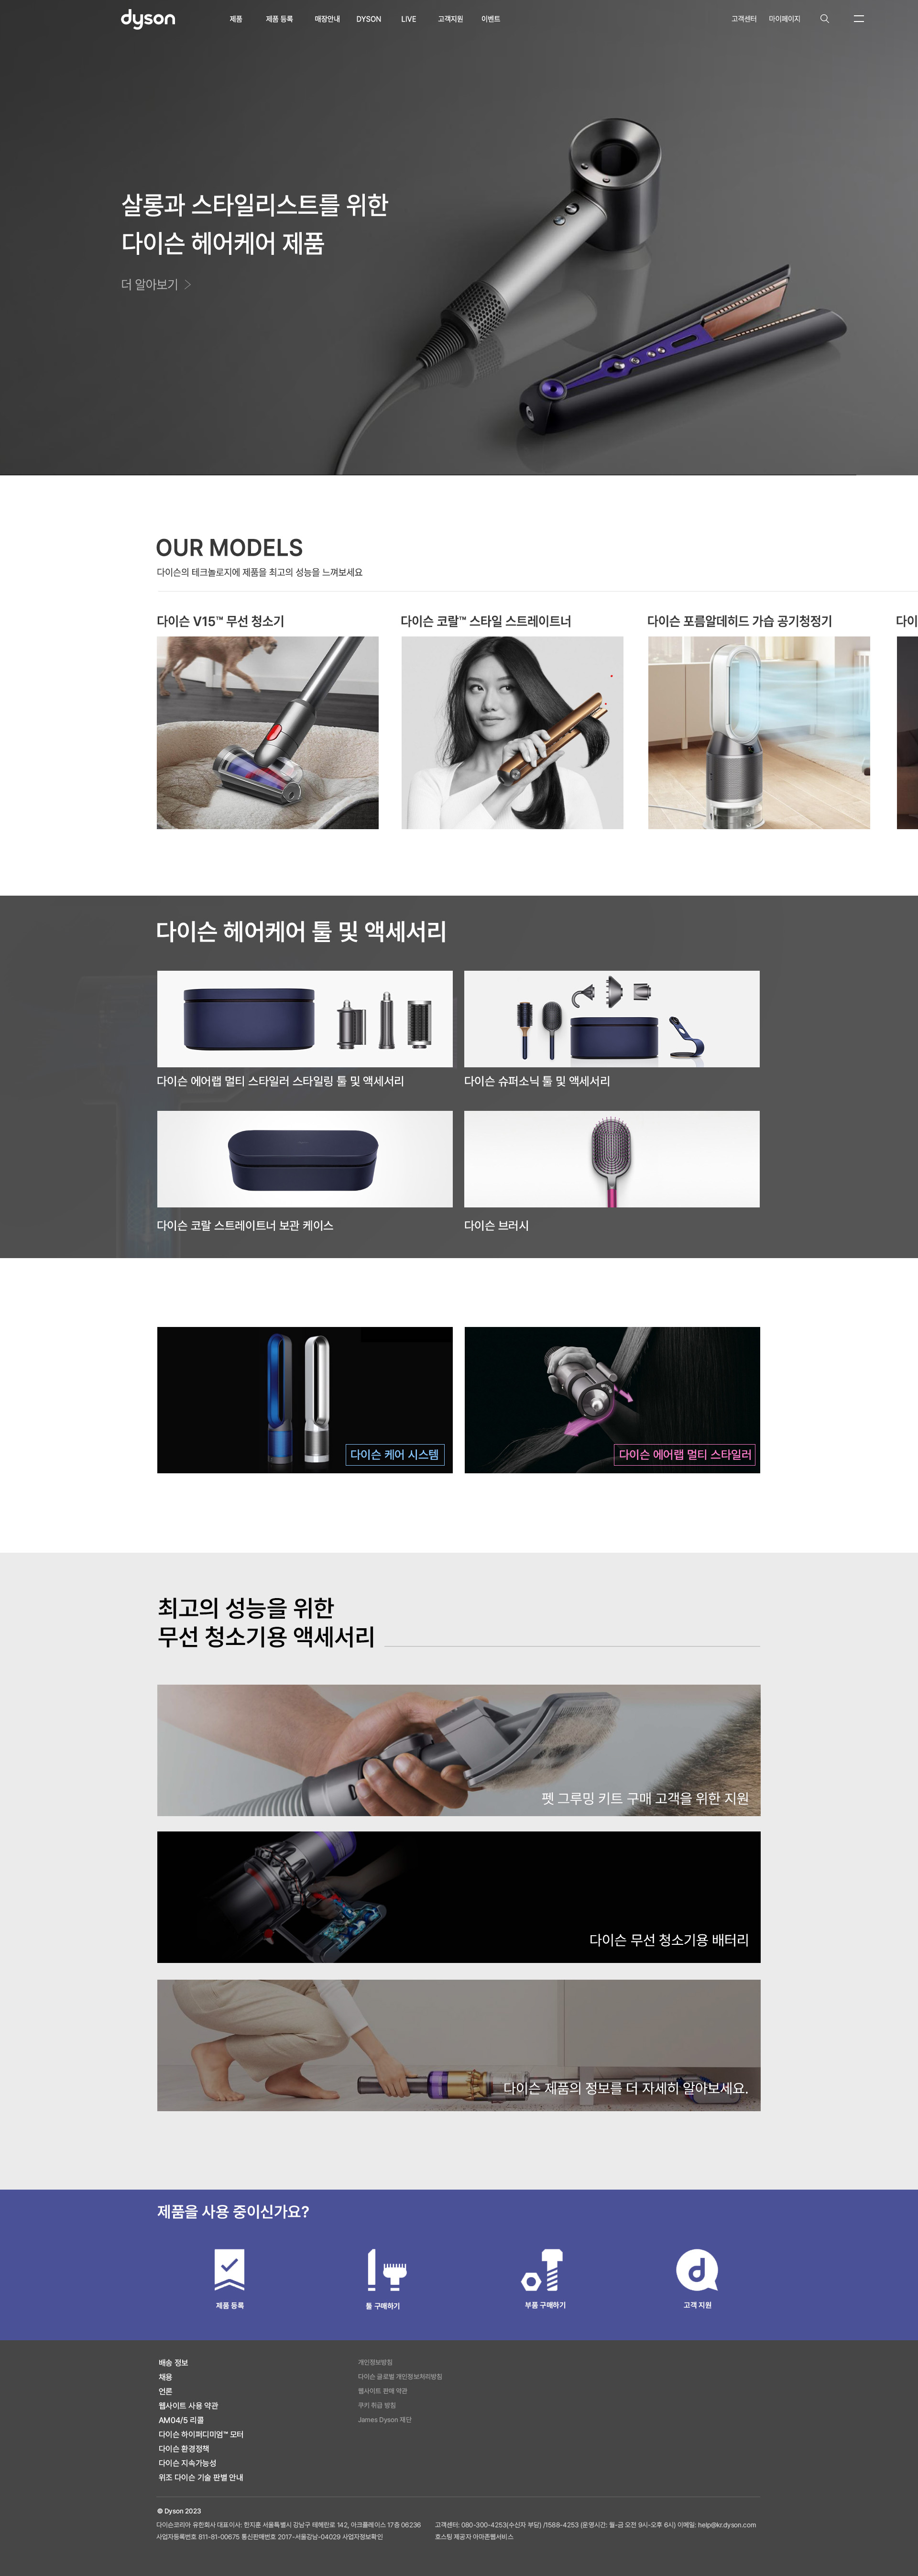 dyson
제품 제품 등록 매장안내 DYSON LIVE 고객지원 이벤트
고객센터 마이페이지
살롱과 스타일리스트를 위한
다이슨 헤어케어 제품
더 알아보기
OUR MODELS
다이슨의 테크놀로지에 제품을 최고의 성능을 느껴보세요
다이슨 V15™ 무선 청소기
다이슨 코랄™ 스타일 스트레이트너
다이슨 포름알데히드 가습 공기청정기
다이
다이슨 헤어케어 툴 및 액세서리
다이슨 에어랩 멀티 스타일러 스타일링 툴 및 액세서리
다이슨 슈퍼소닉 툴 및 액세서리
다이슨 코랄 스트레이트너 보관 케이스
다이슨 브러시
다이슨 케어 시스템
다이슨 에어랩 멀티 스타일러
최고의 성능을 위한
무선 청소기용 액세서리
펫 그루밍 키트 구매 고객을 위한 지원
다이슨 무선 청소기용 배터리
다이슨 제품의 정보를 더 자세히 알아보세요.
제품을 사용 중이신가요?
제품 등록
툴 구매하기
부품 구매하기
고객 지원
배송 정보
채용
언론
웹사이트 사용 약관
AM04/5 리콜
다이슨 하이퍼디미엄™ 모터
다이슨 환경정책
다이슨 지속가능성
위조 다이슨 기술 판별 안내
개인정보방침
다이슨 글로벌 개인정보처리방침
웹사이트 판매 약관
쿠키 취급 방침
James Dyson 재단
© Dyson 2023
다이슨코리아 유한회사 대표이사: 한지훈 서울특별시 강남구 테헤란로 142, 아크플레이스 17층 06236
사업자등록번호 811-81-00675 통신판매번호 2017-서울강남-04029 사업자정보확인
고객센터: 080-300-4253(수신자 부담) /1588-4253 (운영시간: 월-금 오전 9시-오후 6시) 이메일: help@kr.dyson.com
호스팅 제공자 아마존웹서비스